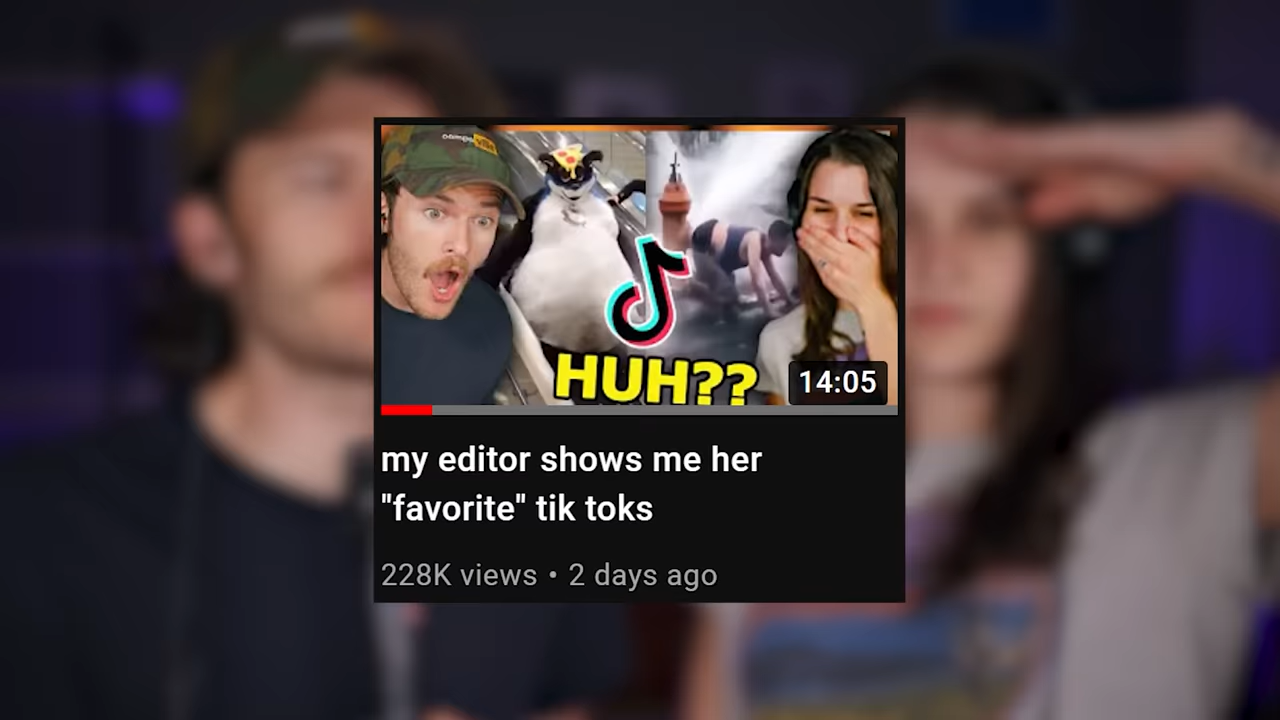 HUH??
14:05
my editor shows me her
"favorite" tik toks
228K views • 2 days ago